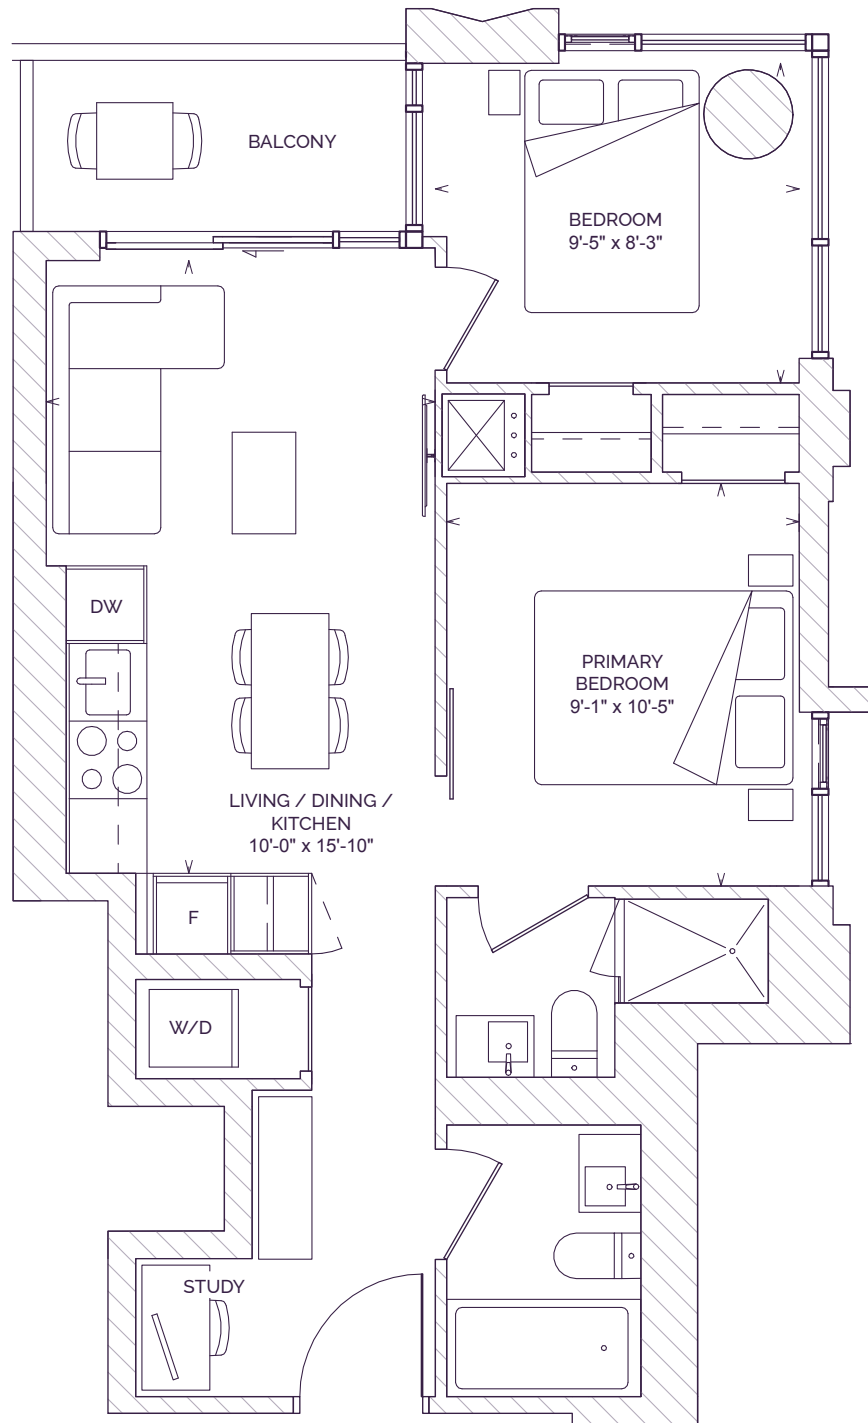 BALCONY
BEDROOM
9'-5" x 8'-3"
DW
PRIMARY
BEDROOM
9'-1" x 10'-5"
LIVING / DINING /
KITCHEN
10'-0" x 15'-10"
F
W/D
STUDY